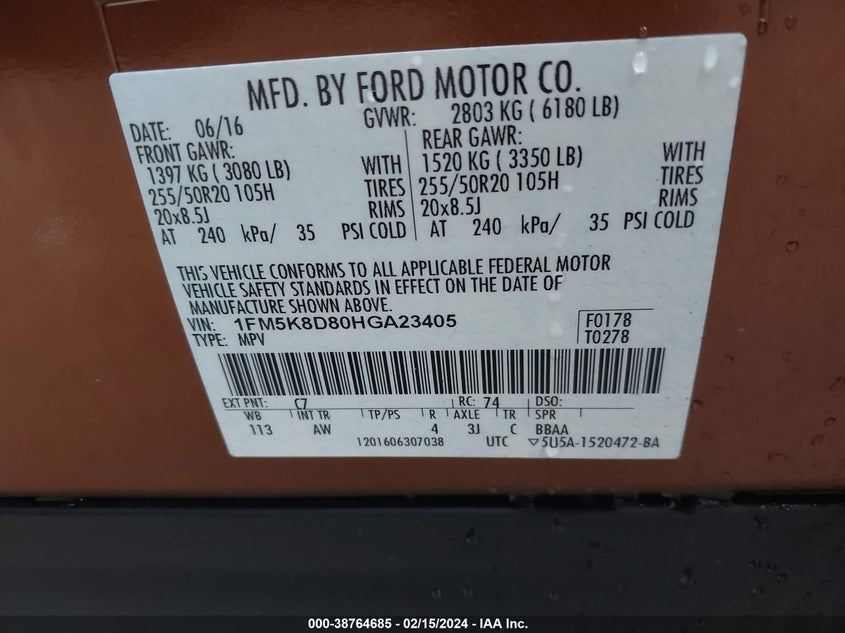 MFD. BY FORD MOTOR CO.
DATE: 06/16 GVWR: 2803 KG ( 6180 LB)
FRONT GAWR: REAR GAWR:
1397 KG ( 3080 LB) WITH 1520 KG ( 3350 LB) WITH
255/50R20 105H TIRES 255/50R20 105H TIRES
20x8.5J RIMS 20x8.5J RIMS
AT 240 kPa/ 35 PSI COLD AT 240 kPa/ 35 PSI COLD
THIS VEHICLE CONFORMS TO ALL APPLICABLE FEDERAL MOTOR
VEHICLE SAFETY STANDARDS IN EFFECT ON THE DATE OF
MANUFACTURE SHOWN ABOVE.
VIN: 1FM5K8D80HGA23405 F0178
TYPE: MPV T0278
EXT PNT: C7 RC: 74 DSO:
WB INT TR TP/PS R AXLE TR SPR
113 AW 4 3J C BBAA
1201606307038 UTC ▽5U5A-1520472-BA
000-38764685 - 02/15/2024 - IAA Inc.